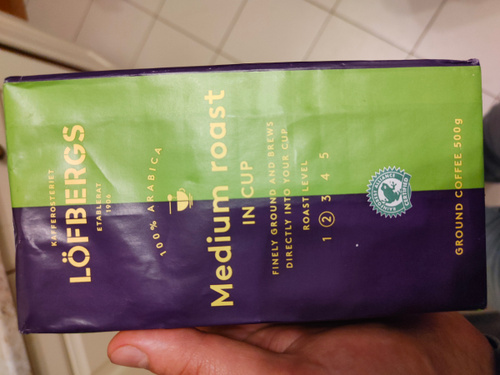 KAFFEROSTERIET
LÖFBERGS
ETABLERAT
1906
100% ARABICA
Medium roast
IN CUP
FINELY GROUND AND BREWS
DIRECTLY INTO YOUR CUP
ROAST LEVEL
1 2 3 4 5
CERTIFIED
GROUND COFFEE 500g